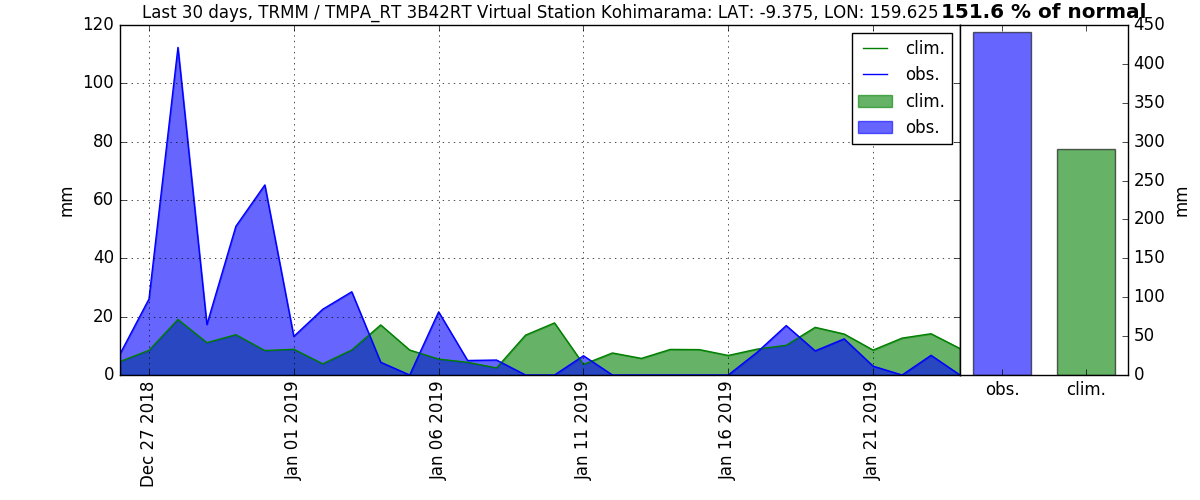 Last 30 days, TRMM / TMPA_RT 3B42RT Virtual Station Kohimarama: LAT: -9.375, LON: 159.625
151.6 % of normal
120
100
80
60
40
20
0
mm
clim.
obs.
clim.
obs.
Dec 27 2018
Jan 01 2019
Jan 06 2019
Jan 11 2019
Jan 16 2019
Jan 21 2019
450
400
350
300
250
200
150
100
50
0
mm
obs.
clim.